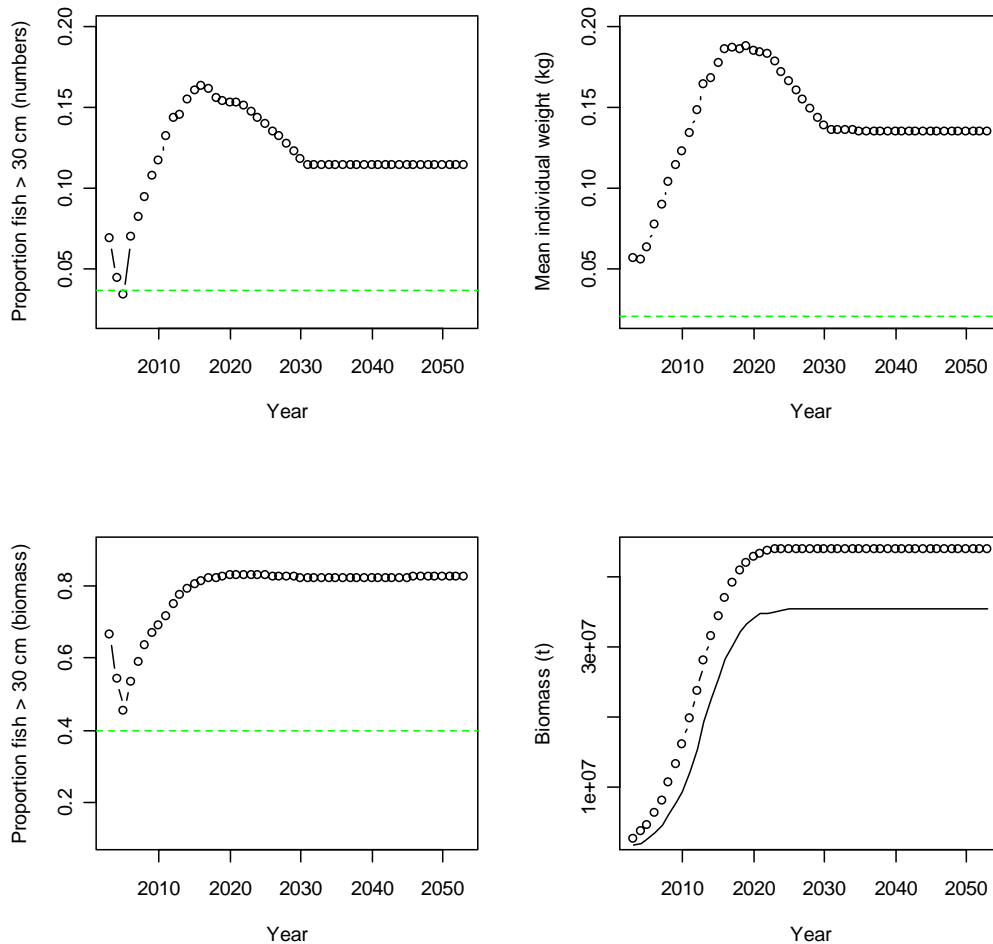 Proportion fish > 30 cm (numbers)
0.20
0.15
0.10
0.05
2010 2020 2030 2040 2050
Year
Mean individual weight (kg)
0.20
0.15
0.10
0.05
2010 2020 2030 2040 2050
Year
Proportion fish > 30 cm (biomass)
0.8
0.6
0.4
0.2
2010 2020 2030 2040 2050
Year
Biomass (t)
3e+07
1e+07
2010 2020 2030 2040 2050
Year